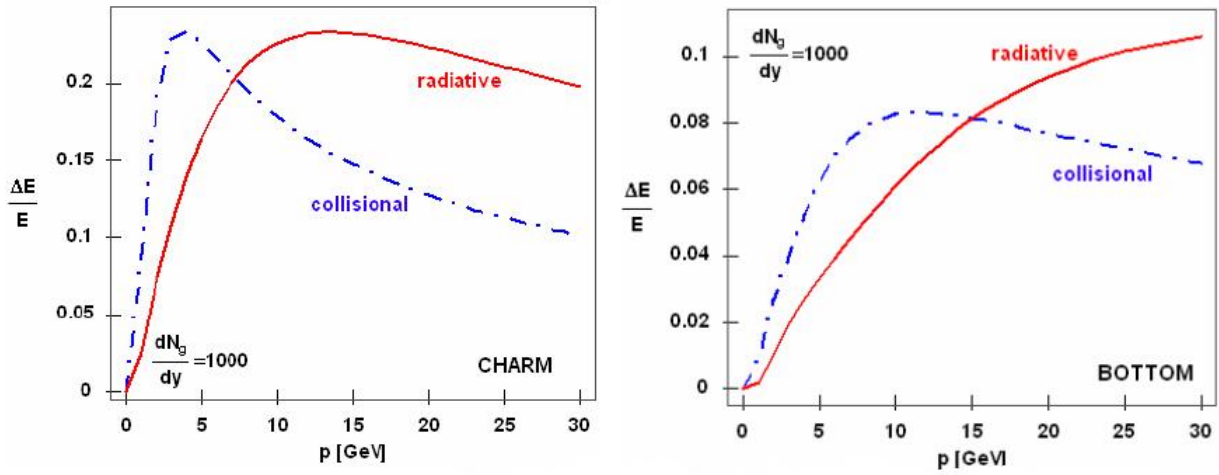 0.2
0.15
0.1
0.05
0
ΔE
E
radiative
collisional
dN_g
dy =1000
CHARM
0 5 10 15 20 25 30
p [GeV]
0.1
0.08
0.06
0.04
0.02
0
ΔE
E
dN_g
dy =1000
radiative
collisional
BOTTOM
0 5 10 15 20 25 30
p [GeV]